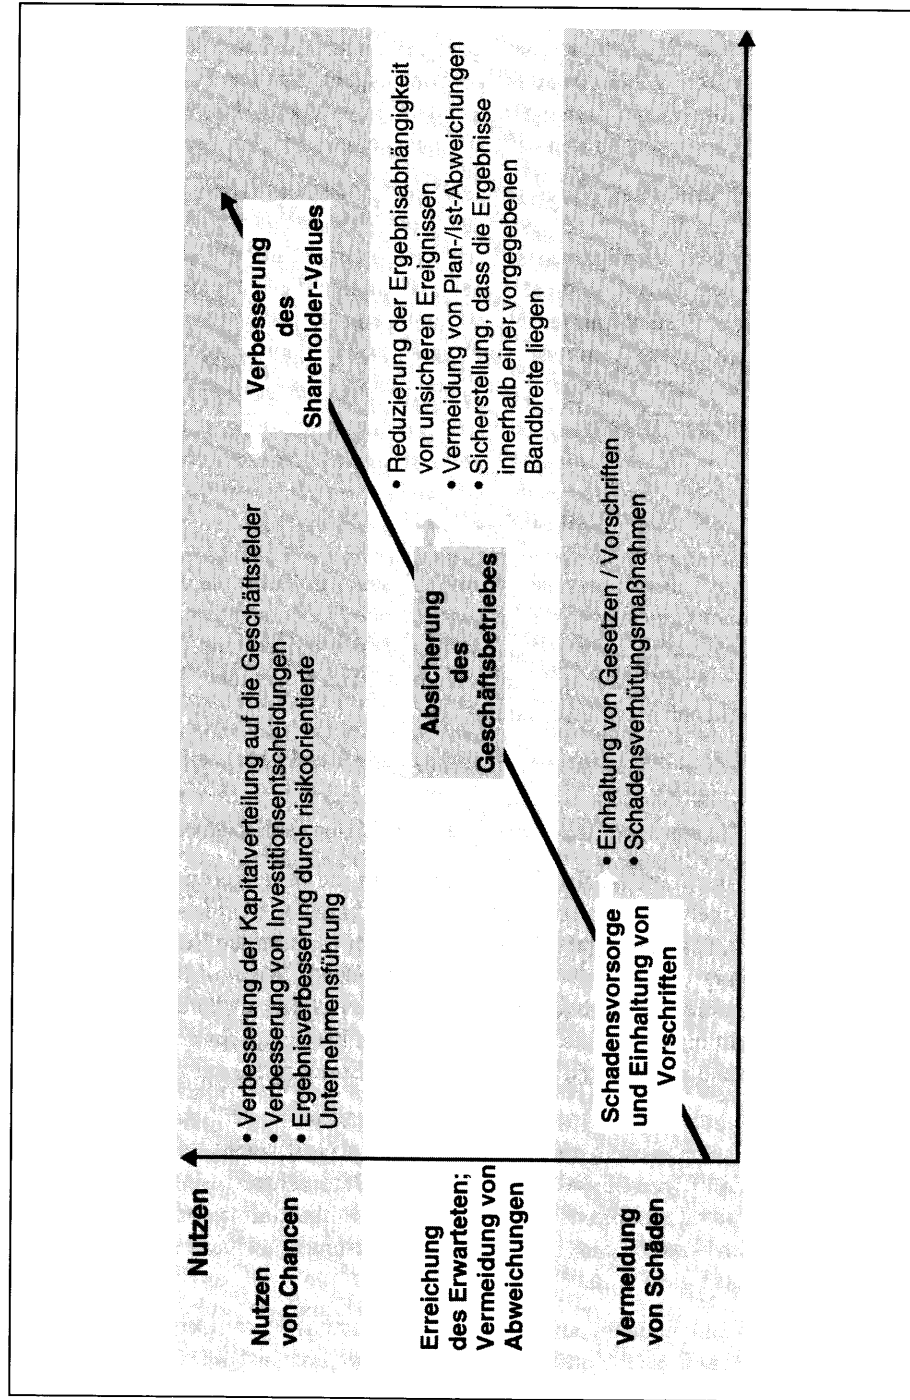 Nutzen
Nutzen
von Chancen
• Verbesserung der Kapitalverteilung auf die Geschäftsfelder
• Verbesserung von Investitionsentscheidungen
• Ergebnisverbesserung durch risikoorientierte
Unternehmensführung
Verbesserung
des
Shareholder-Values
Erreichung
des Erwarteten;
Vermeidung von
Abweichungen
Absicherung
des
Geschäftsbetriebes
• Reduzierung der Ergebnisabhängigkeit
von unsicheren Ereignissen
• Vermeidung von Plan-/Ist-Abweichungen
• Sicherstellung, dass die Ergebnisse
innerhalb einer vorgegebenen
Bandbreite liegen
Vermeidung
von Schäden
Schadensvorsorge
und Einhaltung von
Vorschriften
• Einhaltung von Gesetzen / Vorschriften
• Schadensverhütungsmaßnahmen